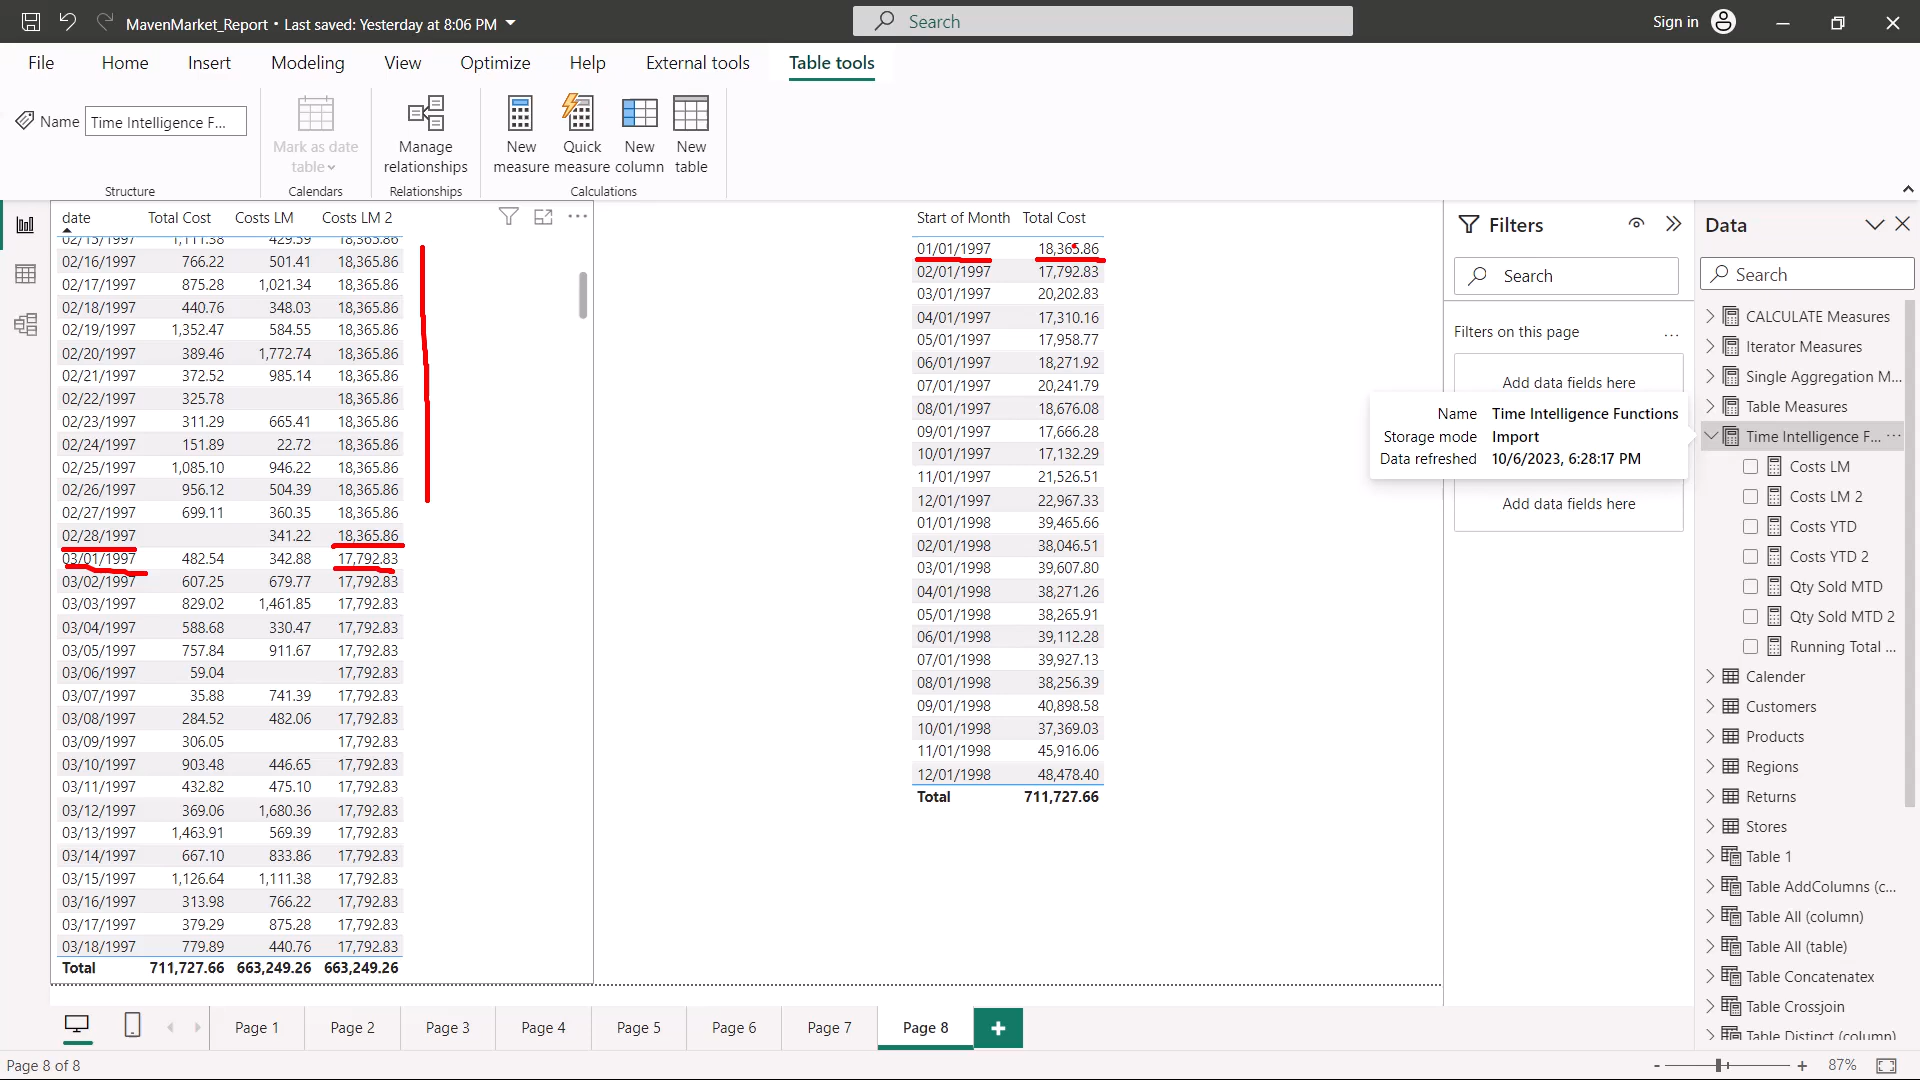 MavenMarket_Report • Last saved: Yesterday at 8:06 PM
Search
Sign in
File Home Insert Modeling View Optimize Help External tools Table tools
Name Time Intelligence F...
Mark as date table
Manage relationships
New measure
Quick measure
New column
New table
Structure Calendars Relationships Calculations
date Total Cost Costs LM Costs LM 2
02/15/1997 1,111.38 429.59 18,365.86
02/16/1997 766.22 501.41 18,365.86
02/17/1997 875.28 1,021.34 18,365.86
02/18/1997 440.76 348.03 18,365.86
02/19/1997 1,352.47 584.55 18,365.86
02/20/1997 389.46 1,772.74 18,365.86
02/21/1997 372.52 985.14 18,365.86
02/22/1997 325.78 18,365.86
02/23/1997 311.29 665.41 18,365.86
02/24/1997 151.89 22.72 18,365.86
02/25/1997 1,085.10 946.22 18,365.86
02/26/1997 956.12 504.39 18,365.86
02/27/1997 699.11 360.35 18,365.86
02/28/1997 341.22 18,365.86
03/01/1997 482.54 342.88 17,792.83
03/02/1997 607.25 679.77 17,792.83
03/03/1997 829.02 1,461.85 17,792.83
03/04/1997 588.68 330.47 17,792.83
03/05/1997 757.84 911.67 17,792.83
03/06/1997 59.04 17,792.83
03/07/1997 35.88 741.39 17,792.83
03/08/1997 284.52 482.06 17,792.83
03/09/1997 306.05 17,792.83
03/10/1997 903.48 446.65 17,792.83
03/11/1997 432.82 475.10 17,792.83
03/12/1997 369.06 1,680.36 17,792.83
03/13/1997 1,463.91 569.39 17,792.83
03/14/1997 667.10 833.86 17,792.83
03/15/1997 1,126.64 1,111.38 17,792.83
03/16/1997 313.98 766.22 17,792.83
03/17/1997 379.29 875.28 17,792.83
03/18/1997 779.89 440.76 17,792.83
Total 711,727.66 663,249.26 663,249.26
Start of Month Total Cost
01/01/1997 18,365.86
02/01/1997 17,792.83
03/01/1997 20,202.83
04/01/1997 17,310.16
05/01/1997 17,958.77
06/01/1997 18,271.92
07/01/1997 20,241.79
08/01/1997 18,676.08
09/01/1997 17,666.28
10/01/1997 17,132.29
11/01/1997 21,526.51
12/01/1997 22,967.33
01/01/1998 39,465.66
02/01/1998 38,046.51
03/01/1998 39,607.80
04/01/1998 38,271.26
05/01/1998 38,265.91
06/01/1998 39,112.28
07/01/1998 39,927.13
08/01/1998 38,256.39
09/01/1998 40,898.58
10/01/1998 37,369.03
11/01/1998 45,916.06
12/01/1998 48,478.40
Total 711,727.66
Filters
Search
Filters on this page ...
Add data fields here
Name Time Intelligence Functions
Storage mode Import
Data refreshed 10/6/2023, 6:28:17 PM
Add data fields here
Data
Search
CALCULATE Measures
Iterator Measures
Single Aggregation M...
Table Measures
Time Intelligence F... ...
Costs LM
Costs LM 2
Costs YTD
Costs YTD 2
Qty Sold MTD
Qty Sold MTD 2
Running Total ...
Calender
Customers
Products
Regions
Returns
Stores
Table 1
Table AddColumns (c...
Table All (column)
Table All (table)
Table Concatenatex
Table Crossjoin
Table Distinct (column)
Page 1 Page 2 Page 3 Page 4 Page 5 Page 6 Page 7 Page 8 +
Page 8 of 8
- + 87%